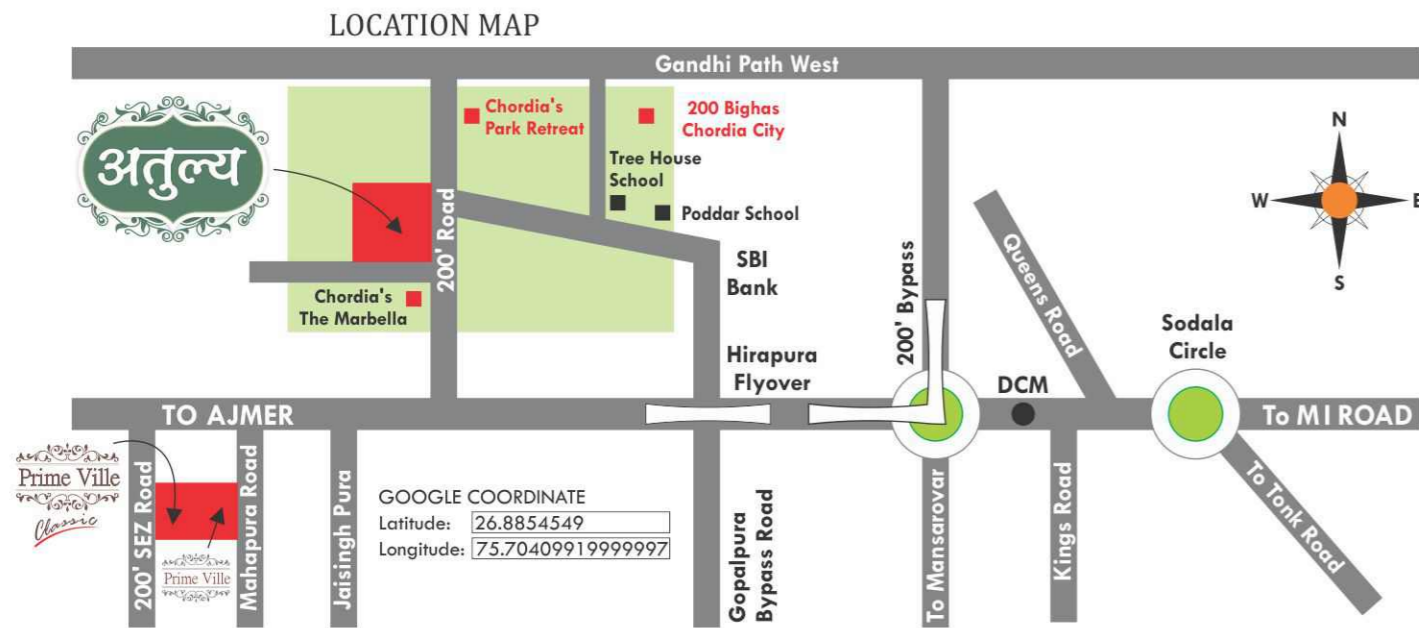 LOCATION MAP
Gandhi Path West
अतुल्य
Chordia's
Park Retreat
200 Bighas
Chordia City
Tree House
School
Poddar School
200' Road
SBI
Bank
Chordia's
The Marbella
Hirapura
Flyover
200' Bypass
Queens Road
N
W
E
S
Sodala
Circle
DCM
TO AJMER
To MI ROAD
Prime Ville
Classic
200' SEZ Road
Prime Ville
Mahapura Road
Jaisingh Pura
GOOGLE COORDINATE
Latitude: 26.8854549
Longitude: 75.70409919999997
Gopalpura
Bypass Road
To Mansarovar
Kings Road
To Tonk Road